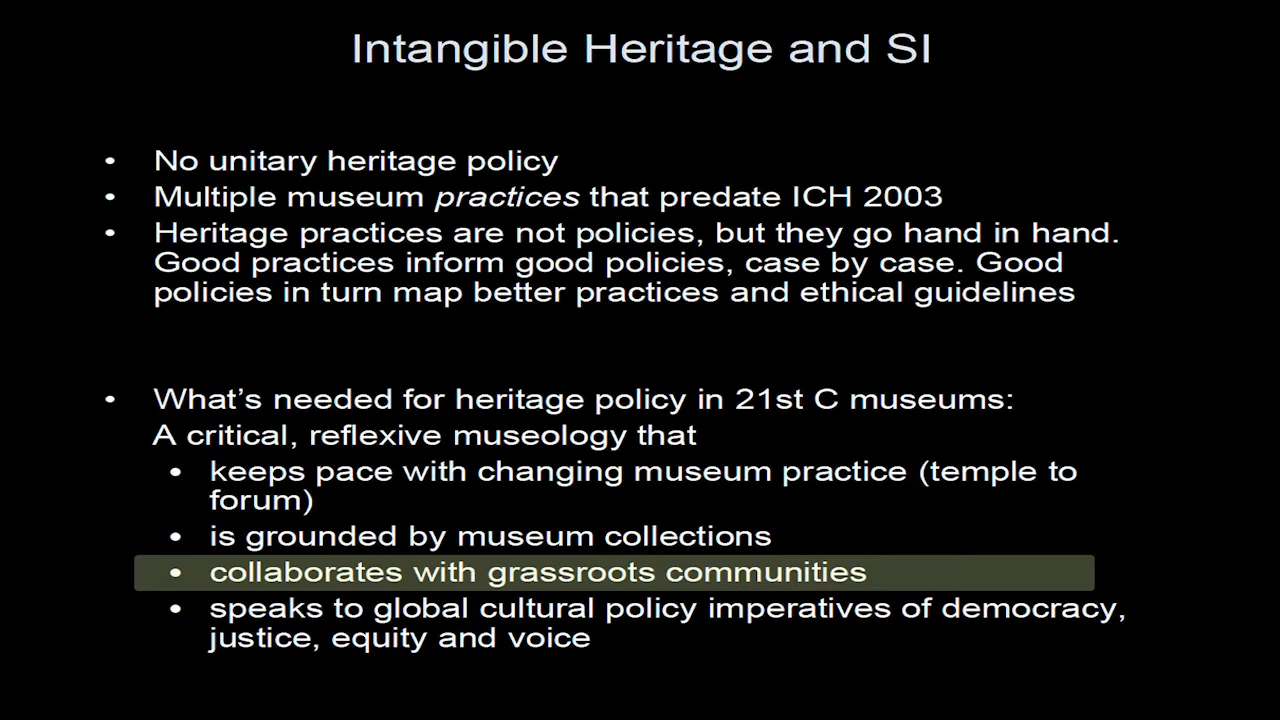 Intangible Heritage and SI
• No unitary heritage policy
• Multiple museum practices that predate ICH 2003
• Heritage practices are not policies, but they go hand in hand.
Good practices inform good policies, case by case. Good
policies in turn map better practices and ethical guidelines
• What’s needed for heritage policy in 21st C museums:
A critical, reflexive museology that
• keeps pace with changing museum practice (temple to
forum)
• is grounded by museum collections
• collaborates with grassroots communities
• speaks to global cultural policy imperatives of democracy,
justice, equity and voice